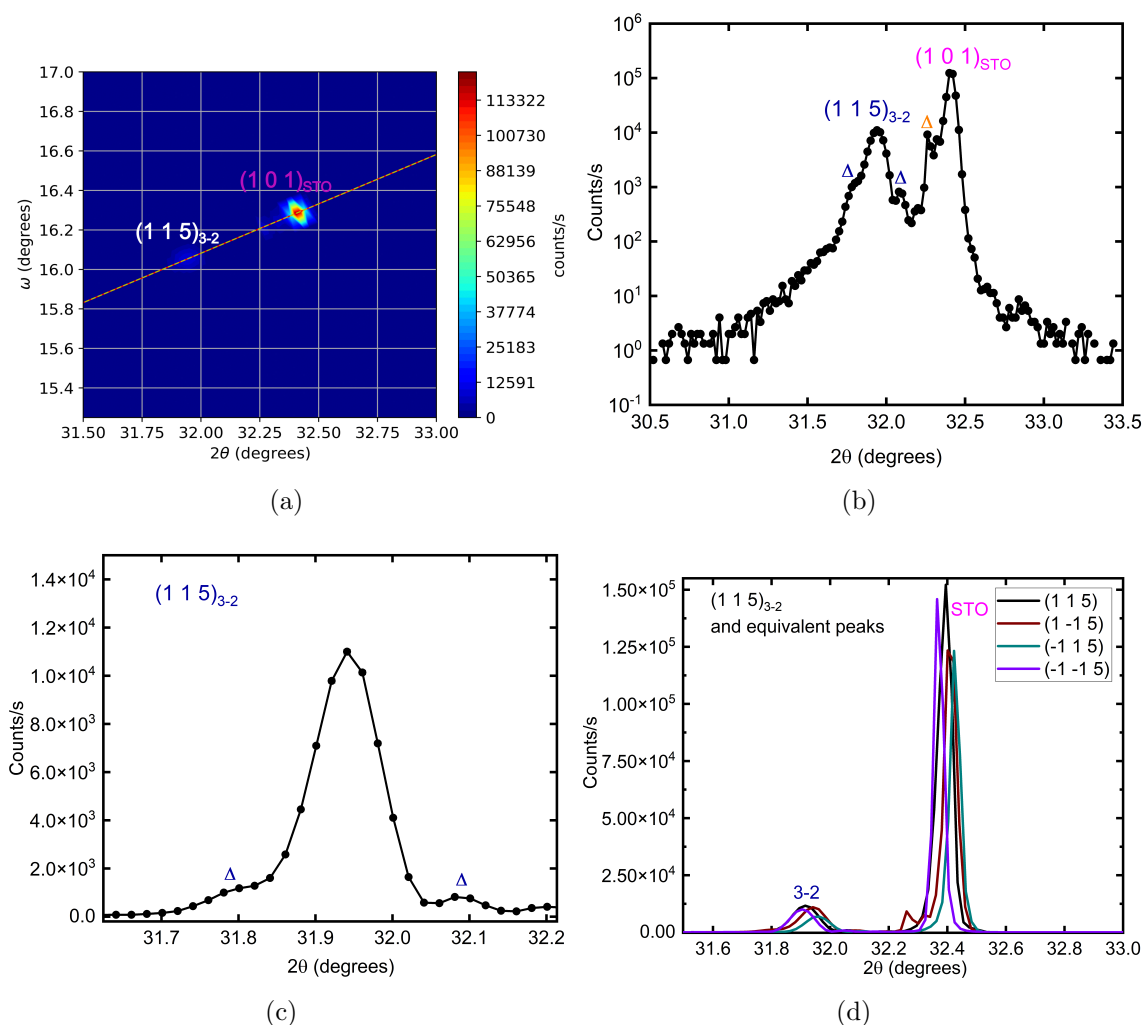 17.0
16.8
16.6
16.4
16.2
16.0
15.8
15.6
15.4
ω (degrees)
31.50 31.75 32.00 32.25 32.50 32.75 33.00
2θ (degrees)
(1 0 1)STO
(1 1 5)3-2
113322
100730
88139
75548
62956
50365
37774
25183
12591
0
counts/s
(a)
10^6
10^5
10^4
10^3
10^2
10^1
10^0
10^-1
Counts/s
(1 0 1)STO
(1 1 5)3-2
Δ
Δ
Δ
30.5 31.0 31.5 32.0 32.5 33.0 33.5
2θ (degrees)
(b)
1.4×10^4
1.2×10^4
1.0×10^4
8.0×10^3
6.0×10^3
4.0×10^3
2.0×10^3
0.0
Counts/s
(1 1 5)3-2
Δ
Δ
31.7 31.8 31.9 32.0 32.1 32.2
2θ (degrees)
(c)
1.50×10^5
1.25×10^5
1.00×10^5
7.50×10^4
5.00×10^4
2.50×10^4
0.00
Counts/s
(1 1 5)3-2
and equivalent peaks
STO
(1 1 5)
(1 -1 5)
(-1 1 5)
(-1 -1 5)
3-2
31.6 31.8 32.0 32.2 32.4 32.6 32.8 33.0
2θ (degrees)
(d)